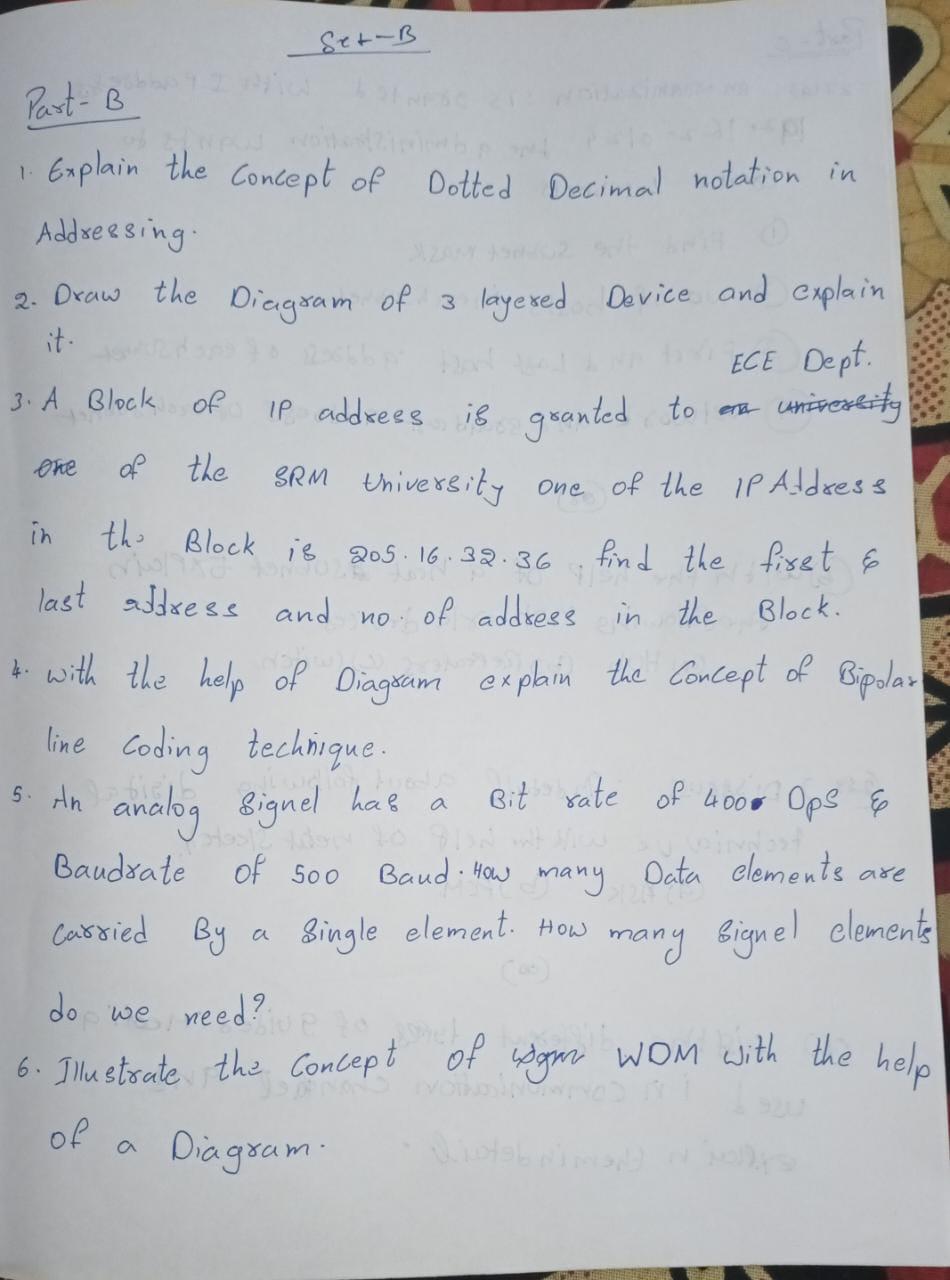 Set-B
Part-B
1. Explain the Concept of Dotted Decimal notation in
Addressing.
2. Draw the Diagram of 3 layered Device and explain
it.
ECE Dept.
3. A Block of IP address is granted to an university
one of the SRM University one of the IP Address
in the Block is 205.16.32.36. find the first &
last address and no. of address in the Block.
4. with the help of Diagram explain the Concept of Bipolar
line Coding technique.
5. An analog Signel has a Bit rate of 400 Ops &
Baudrate of 500 Baud. How many Data elements are
Carried By a Single element. How many Signel elements
do we need?
6. Illustrate the Concept of WDM with the help
of a Diagram.